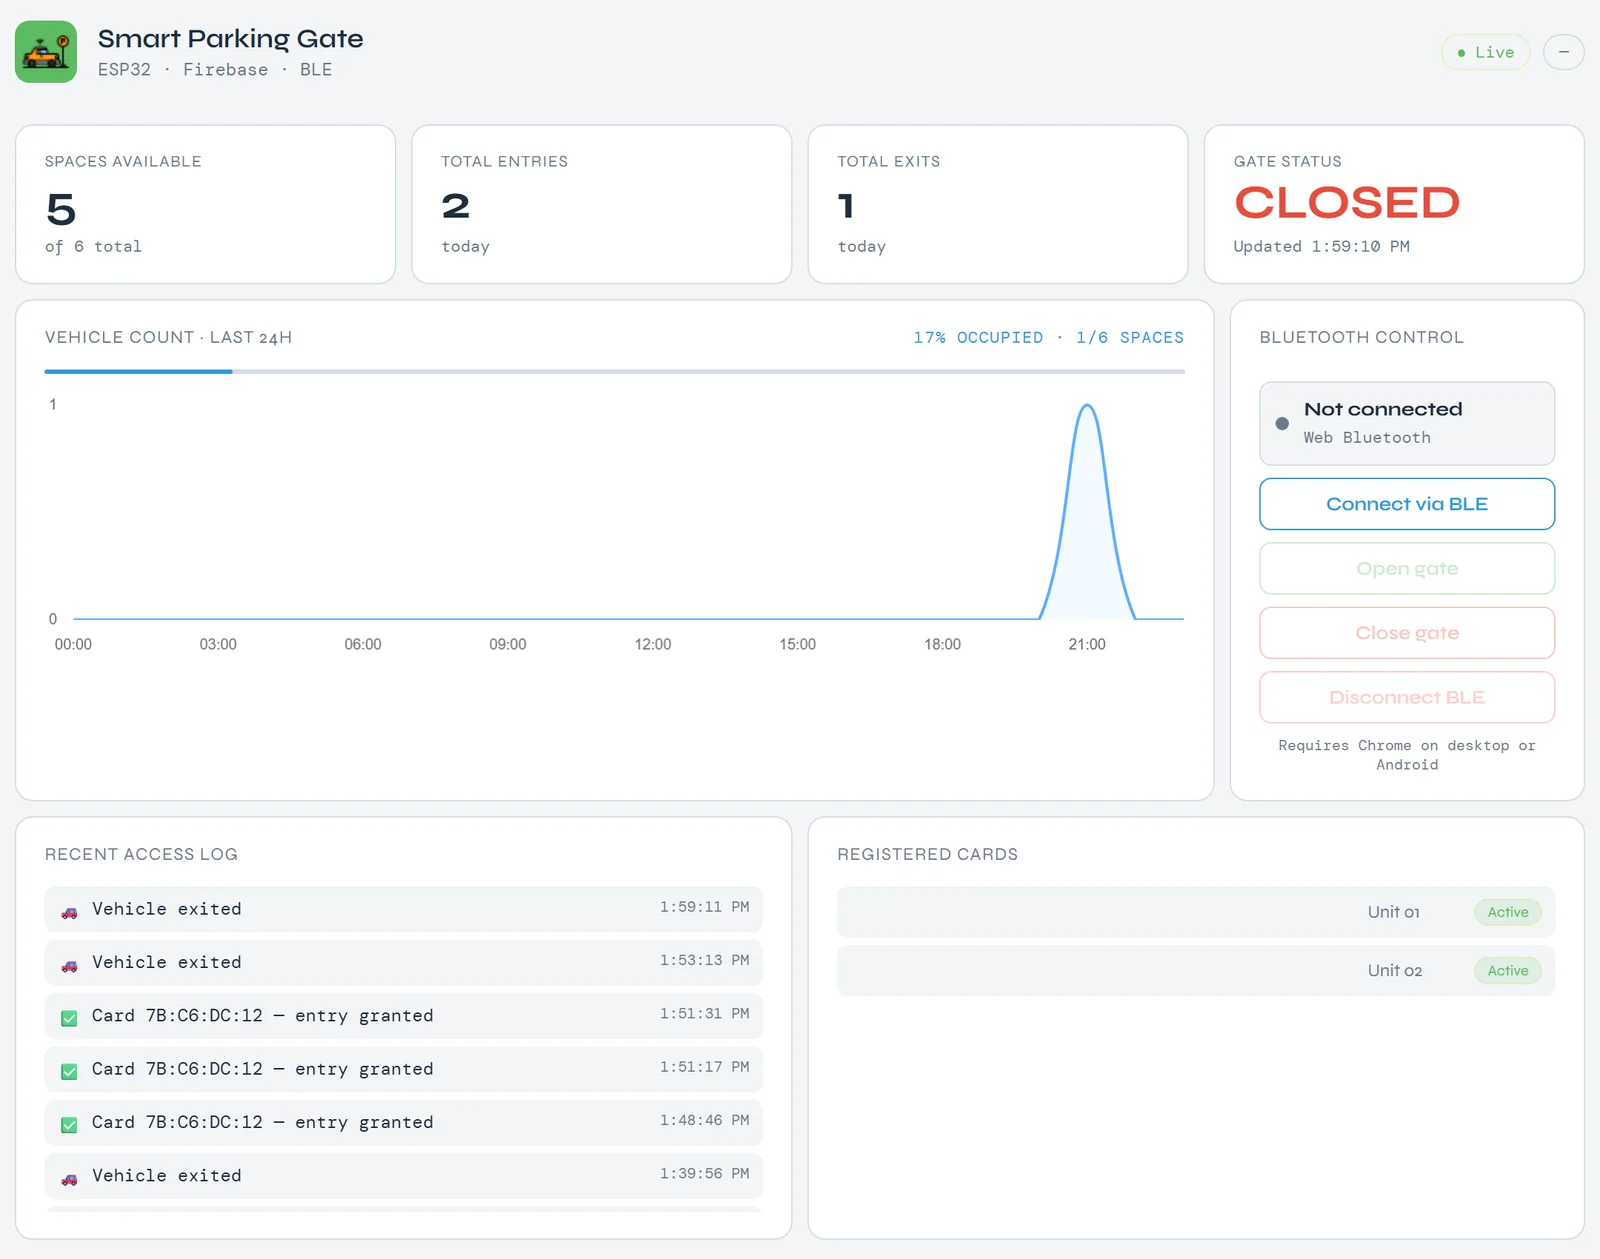 Smart Parking Gate
ESP32 · Firebase · BLE
● Live
–
SPACES AVAILABLE
5
of 6 total
TOTAL ENTRIES
2
today
TOTAL EXITS
1
today
GATE STATUS
CLOSED
Updated 1:59:10 PM
VEHICLE COUNT · LAST 24H
17% OCCUPIED · 1/6 SPACES
1
0
00:00 03:00 06:00 09:00 12:00 15:00 18:00 21:00
BLUETOOTH CONTROL
Not connected
Web Bluetooth
Connect via BLE
Open gate
Close gate
Disconnect BLE
Requires Chrome on desktop or
Android
RECENT ACCESS LOG
Vehicle exited 1:59:11 PM
Vehicle exited 1:53:13 PM
Card 7B:C6:DC:12 — entry granted 1:51:31 PM
Card 7B:C6:DC:12 — entry granted 1:51:17 PM
Card 7B:C6:DC:12 — entry granted 1:48:46 PM
Vehicle exited 1:39:56 PM
REGISTERED CARDS
Unit 01 Active
Unit 02 Active